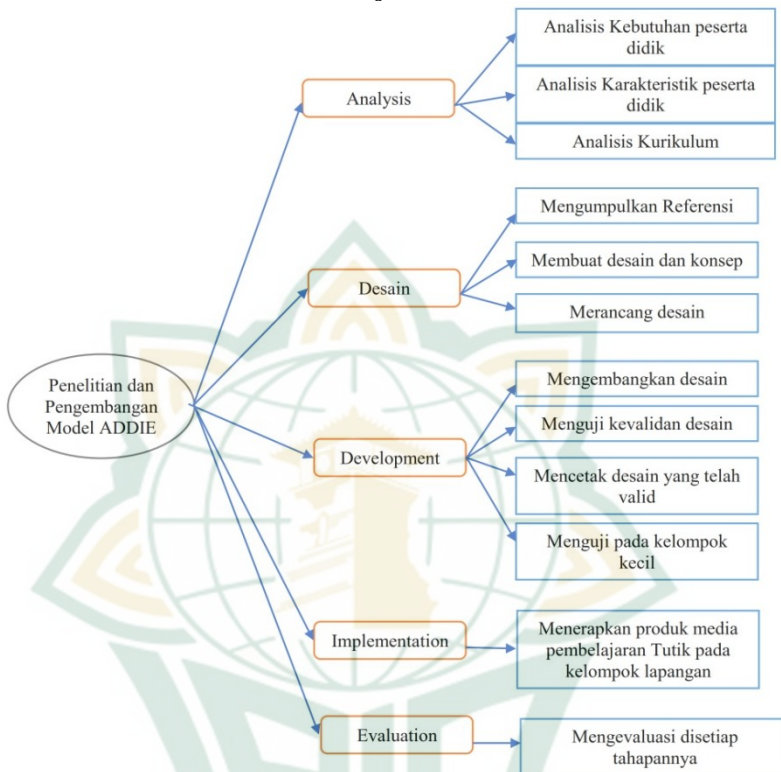 Penelitian dan
Pengembangan
Model ADDIE
Analysis
Analisis Kebutuhan peserta
didik
Analisis Karakteristik peserta
didik
Analisis Kurikulum
Desain
Mengumpulkan Referensi
Membuat desain dan konsep
Merancang desain
Development
Mengembangkan desain
Menguji kevalidan desain
Mencetak desain yang telah
valid
Menguji pada kelompok
kecil
Implementation
Menerapkan produk media
pembelajaran Tutik pada
kelompok lapangan
Evaluation
Mengevaluasi disetiap
tahapannya